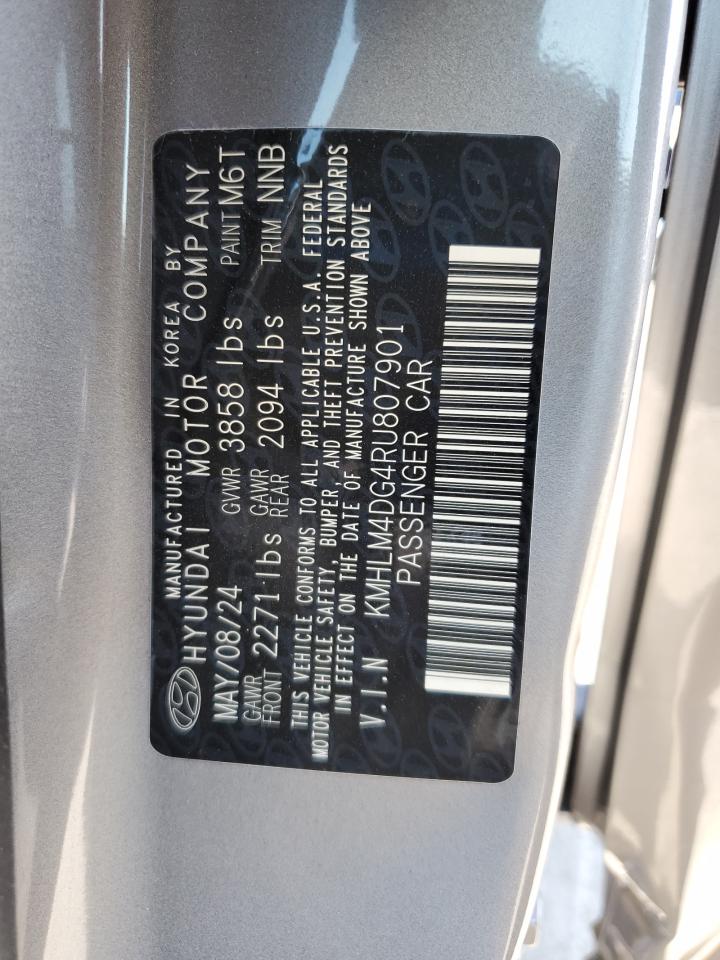 MANUFACTURED IN KOREA BY
HYUNDAI MOTOR COMPANY
MAY/08/24 GVWR 3858 lbs PAINT M6T
GAWR FRONT 2271 lbs GAWR REAR 2094 lbs TRIM NNB
THIS VEHICLE CONFORMS TO ALL APPLICABLE U.S.A. FEDERAL
MOTOR VEHICLE SAFETY, BUMPER, AND THEFT PREVENTION STANDARDS
IN EFFECT ON THE DATE OF MANUFACTURE SHOWN ABOVE
V.I.N KMHLM4DG4RU807901
PASSENGER CAR